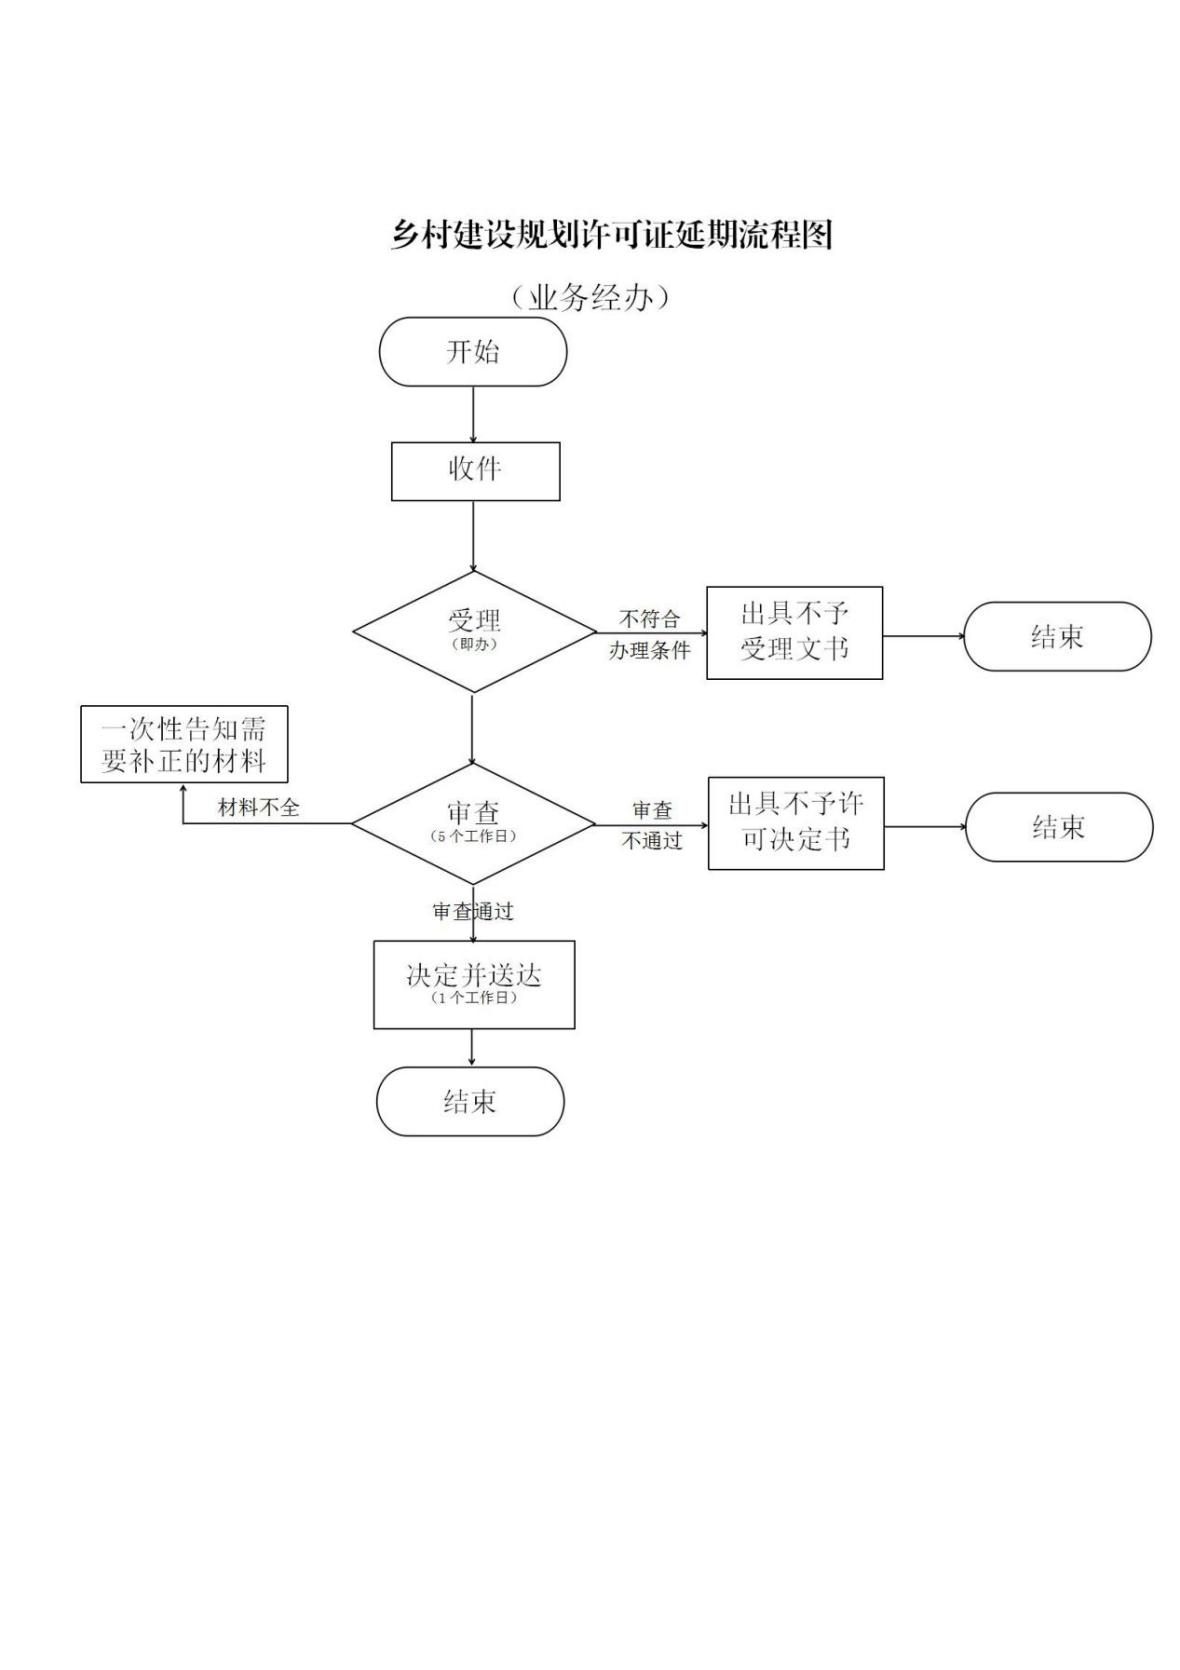 乡村建设规划许可证延期流程图
（业务经办）
开始
收件
受理
（即办）
不符合
办理条件
出具不予
受理文书
结束
一次性告知需
要补正的材料
材料不全
审查
（5个工作日）
审查
不通过
出具不予许
可决定书
结束
审查通过
决定并送达
（1个工作日）
结束